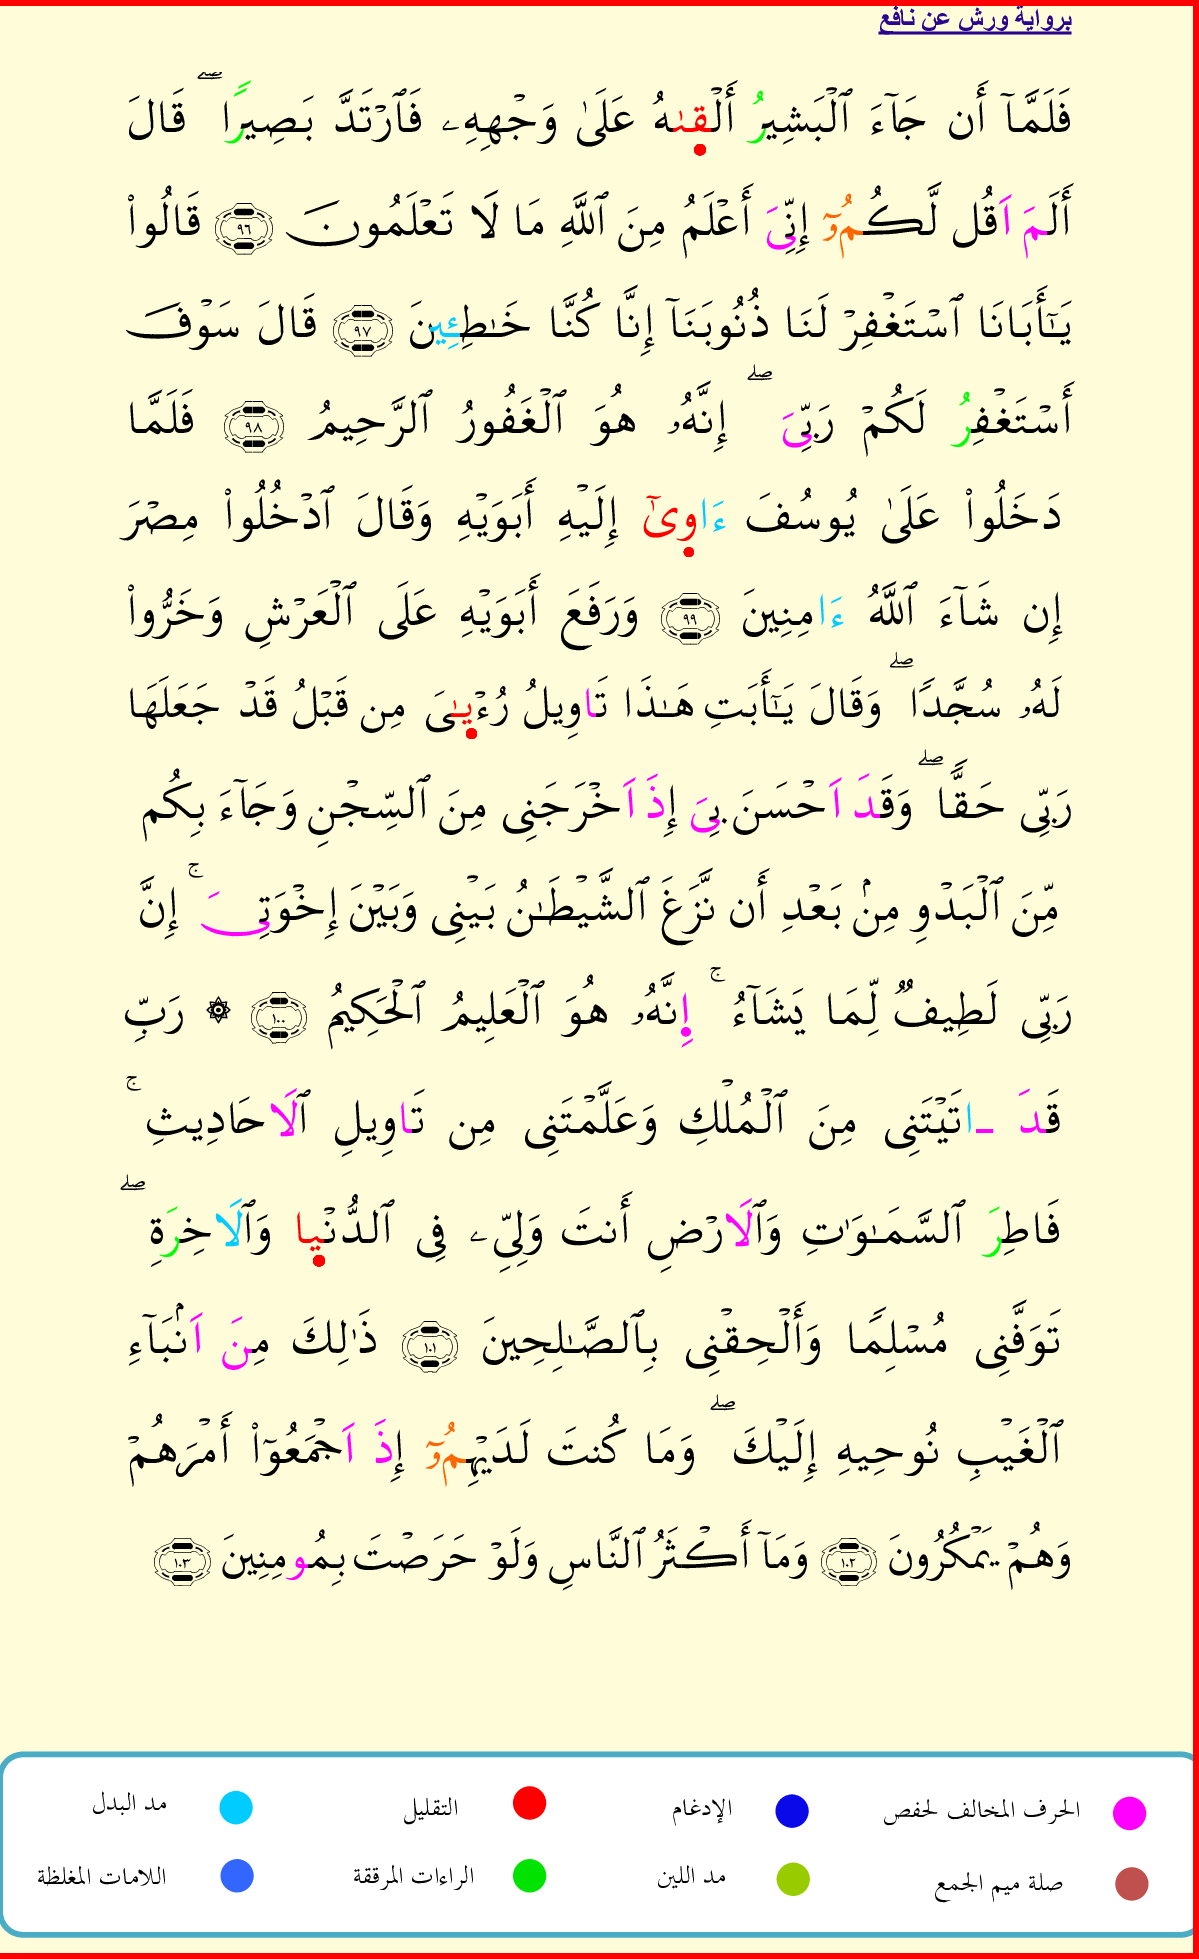 برواية ورش عن نافع
فَلَمَّآ أَن جَآءَ ٱلْبَشِيرُ أَلْقىٰهُ عَلَىٰ وَجْهِهِۦ فَٱرْتَدَّ بَصِيرًا ۖ قَالَ
أَلَمَ اَقُل لَّكُمُۥٓ إِنِّيَ أَعْلَمُ مِنَ ٱللَّهِ مَا لَا تَعْلَمُونَ ٩٦ قَالُوا۟
يَـٰٓأَبَانَا ٱسْتَغْفِرْ لَنَا ذُنُوبَنَآ إِنَّا كُنَّا خَـٰطِـِٔينَ ٩٧ قَالَ سَوْفَ
أَسْتَغْفِرُ لَكُمْ رَبِّيَ ۖ إِنَّهُۥ هُوَ ٱلْغَفُورُ ٱلرَّحِيمُ ٩٨ فَلَمَّا
دَخَلُوا۟ عَلَىٰ يُوسُفَ ءَاوِىٰٓ إِلَيْهِ أَبَوَيْهِ وَقَالَ ٱدْخُلُوا۟ مِصْرَ
إِن شَآءَ ٱللَّهُ ءَامِنِينَ ٩٩ وَرَفَعَ أَبَوَيْهِ عَلَى ٱلْعَرْشِ وَخَرُّوا۟
لَهُۥ سُجَّدًا ۖ وَقَالَ يَـٰٓأَبَتِ هَـٰذَا تَاوِيلُ رُءْيـٰىَ مِن قَبْلُ قَدْ جَعَلَهَا
رَبِّى حَقًّا ۖ وَقَدَ اَحْسَنَ بِيَ إِذَ اَخْرَجَنِى مِنَ ٱلسِّجْنِ وَجَآءَ بِكُم
مِّنَ ٱلْبَدْوِ مِنۢ بَعْدِ أَن نَّزَغَ ٱلشَّيْطَـٰنُ بَيْنِى وَبَيْنَ إِخْوَتِيَ ۚ إِنَّ
رَبِّى لَطِيفٌ لِّمَا يَشَآءُ ۚ إِنَّهُۥ هُوَ ٱلْعَلِيمُ ٱلْحَكِيمُ ١٠٠ ۞ رَبِّ
قَدَ ـاتَيْتَنِى مِنَ ٱلْمُلْكِ وَعَلَّمْتَنِى مِن تَاوِيلِ ٱلَاحَادِيثِ ۚ
فَاطِرَ ٱلسَّمَـٰوَٰتِ وَٱلَارْضِ أَنتَ وَلِىِّۦ فِى ٱلدُّنْيا وَٱلَاخِرَةِ ۖ
تَوَفَّنِى مُسْلِمًا وَأَلْحِقْنِى بِٱلصَّـٰلِحِينَ ١٠١ ذَٰلِكَ مِنَ اَنۢبَآءِ
ٱلْغَيْبِ نُوحِيهِ إِلَيْكَ ۖ وَمَا كُنتَ لَدَيْهِمُۥٓ إِذَ اَجْمَعُوٓا۟ أَمْرَهُمْ
وَهُمْ يَمْكُرُونَ ١٠٢ وَمَآ أَكْثَرُ ٱلنَّاسِ وَلَوْ حَرَصْتَ بِمُومِنِينَ ١٠٣
الحرف المخالف لحفص الإدغام التقليل مد البدل
صلة ميم الجمع مد اللين الراءات المرققة اللامات المغلظة